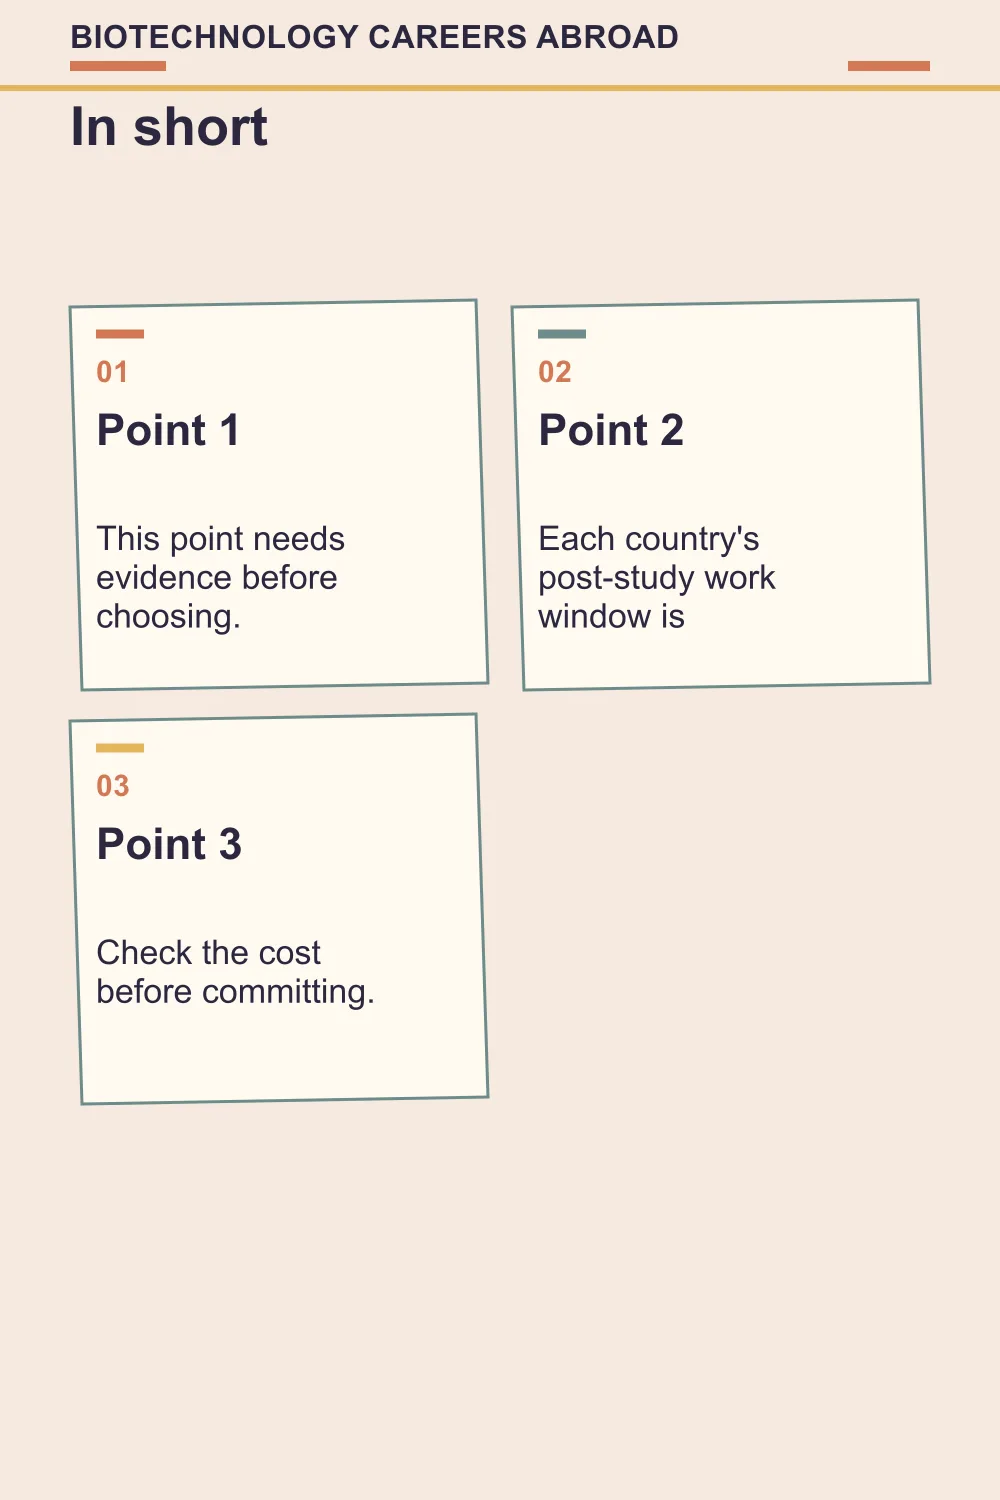 BIOTECHNOLOGY CAREERS ABROAD
In short
01
Point 1
This point needs
evidence before
choosing.
02
Point 2
Each country's
post-study work
window is
03
Point 3
Check the cost
before committing.